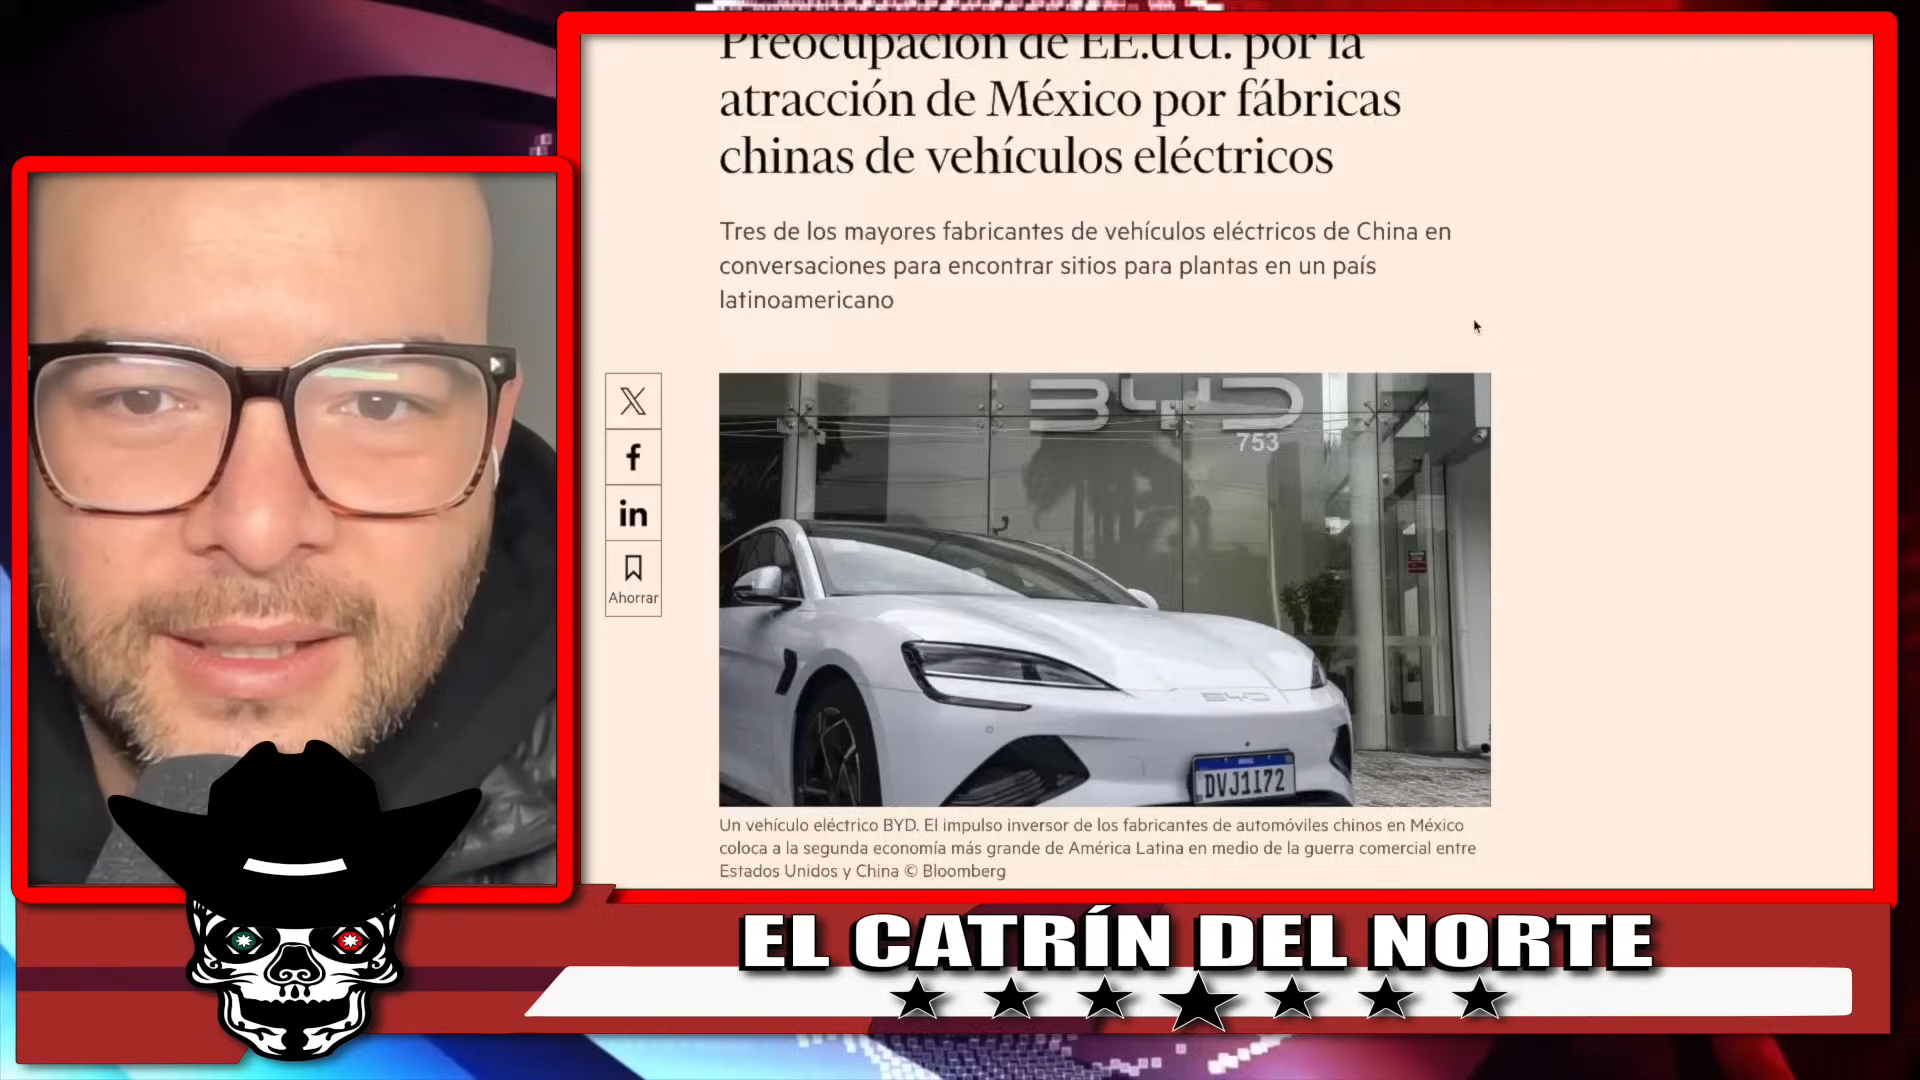 Preocupación de EE.UU. por la
atracción de México por fábricas
chinas de vehículos eléctricos
Tres de los mayores fabricantes de vehículos eléctricos de China en
conversaciones para encontrar sitios para plantas en un país
latinoamericano
X
f
in
Ahorrar
BYD
753
BYD
DVJ1I72
Un vehículo eléctrico BYD. El impulso inversor de los fabricantes de automóviles chinos en México
coloca a la segunda economía más grande de América Latina en medio de la guerra comercial entre
Estados Unidos y China © Bloomberg
EL CATRÍN DEL NORTE